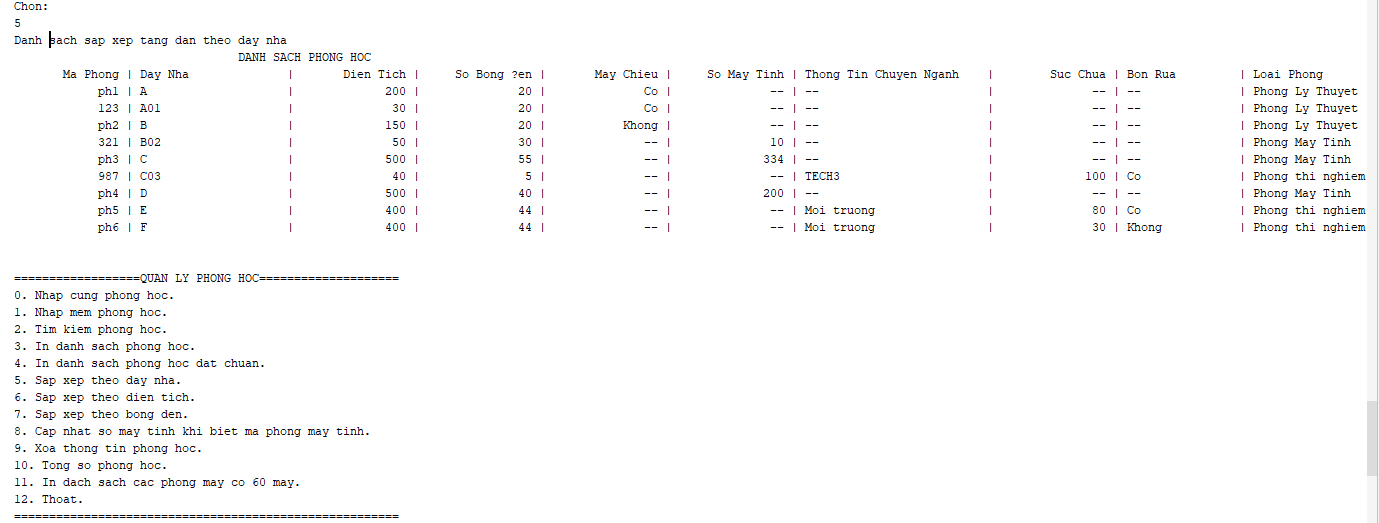 Chon:
5
Danh sach sap xep tang dan theo day nha
DANH SACH PHONG HOC
Ma Phong | Day Nha | Dien Tich | So Bong ?en | May Chieu | So May Tinh | Thong Tin Chuyen Nganh | Suc Chua | Bon Rua | Loai Phong
ph1 | A | 200 | 20 | Co | -- | -- | -- | -- | Phong Ly Thuyet
123 | A01 | 30 | 20 | Co | -- | -- | -- | -- | Phong Ly Thuyet
ph2 | B | 150 | 20 | Khong | -- | -- | -- | -- | Phong Ly Thuyet
321 | B02 | 50 | 30 | -- | 10 | -- | -- | -- | Phong May Tinh
ph3 | C | 500 | 55 | -- | 334 | -- | -- | -- | Phong May Tinh
987 | C03 | 40 | 5 | -- | -- | TECH3 | 100 | Co | Phong thi nghiem
ph4 | D | 500 | 40 | -- | 200 | -- | -- | -- | Phong May Tinh
ph5 | E | 400 | 44 | -- | -- | Moi truong | 80 | Co | Phong thi nghiem
ph6 | F | 400 | 44 | -- | -- | Moi truong | 30 | Khong | Phong thi nghiem
==================QUAN LY PHONG HOC====================
0. Nhap cung phong hoc.
1. Nhap mem phong hoc.
2. Tim kiem phong hoc.
3. In danh sach phong hoc.
4. In danh sach phong hoc dat chuan.
5. Sap xep theo day nha.
6. Sap xep theo dien tich.
7. Sap xep theo bong den.
8. Cap nhat so may tinh khi biet ma phong may tinh.
9. Xoa thong tin phong hoc.
10. Tong so phong hoc.
11. In dach sach cac phong may co 60 may.
12. Thoat.
=======================================================